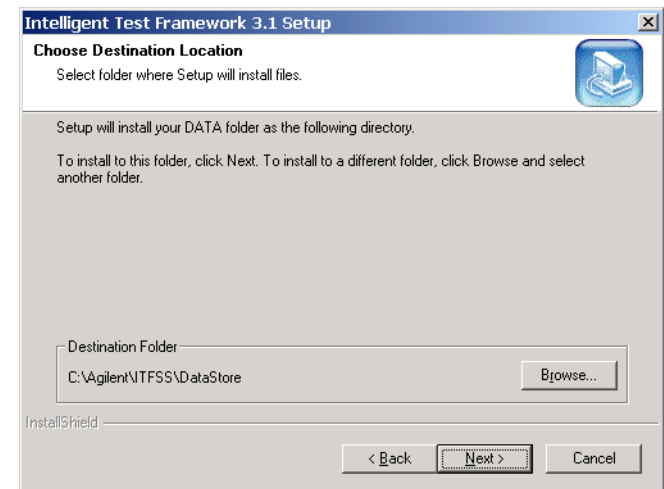 Intelligent Test Framework 3.1 Setup
Choose Destination Location
Select folder where Setup will install files.
Setup will install your DATA folder as the following directory.
To install to this folder, click Next. To install to a different folder, click Browse and select
another folder.
Destination Folder
C:\Agilent\ITFSS\DataStore
Browse...
InstallShield
< Back
Next >
Cancel